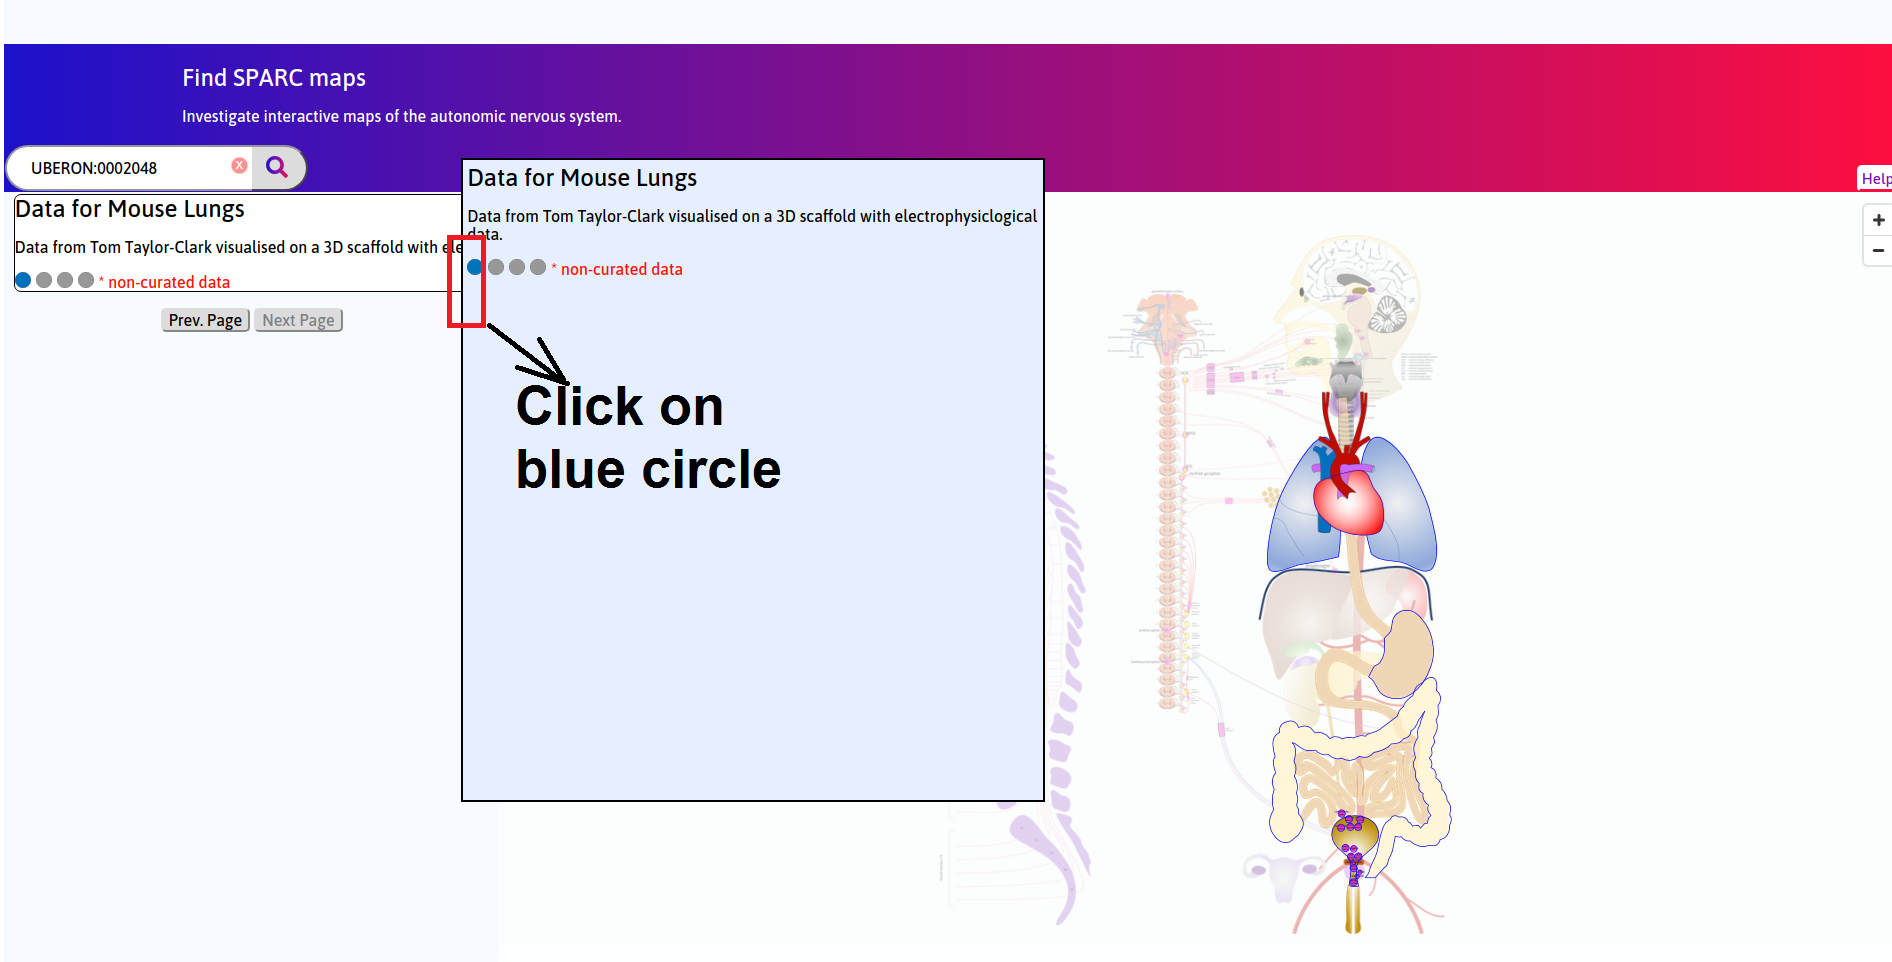 Find SPARC maps
Investigate interactive maps of the autonomic nervous system.
UBERON:0002048
X
Help
Data for Mouse Lungs
Data from Tom Taylor-Clark visualised on a 3D scaffold with ele
* non-curated data
Prev. Page
Next Page
Data for Mouse Lungs
Data from Tom Taylor-Clark visualised on a 3D scaffold with electrophysiclogical
data.
* non-curated data
Click on
blue circle
+
−